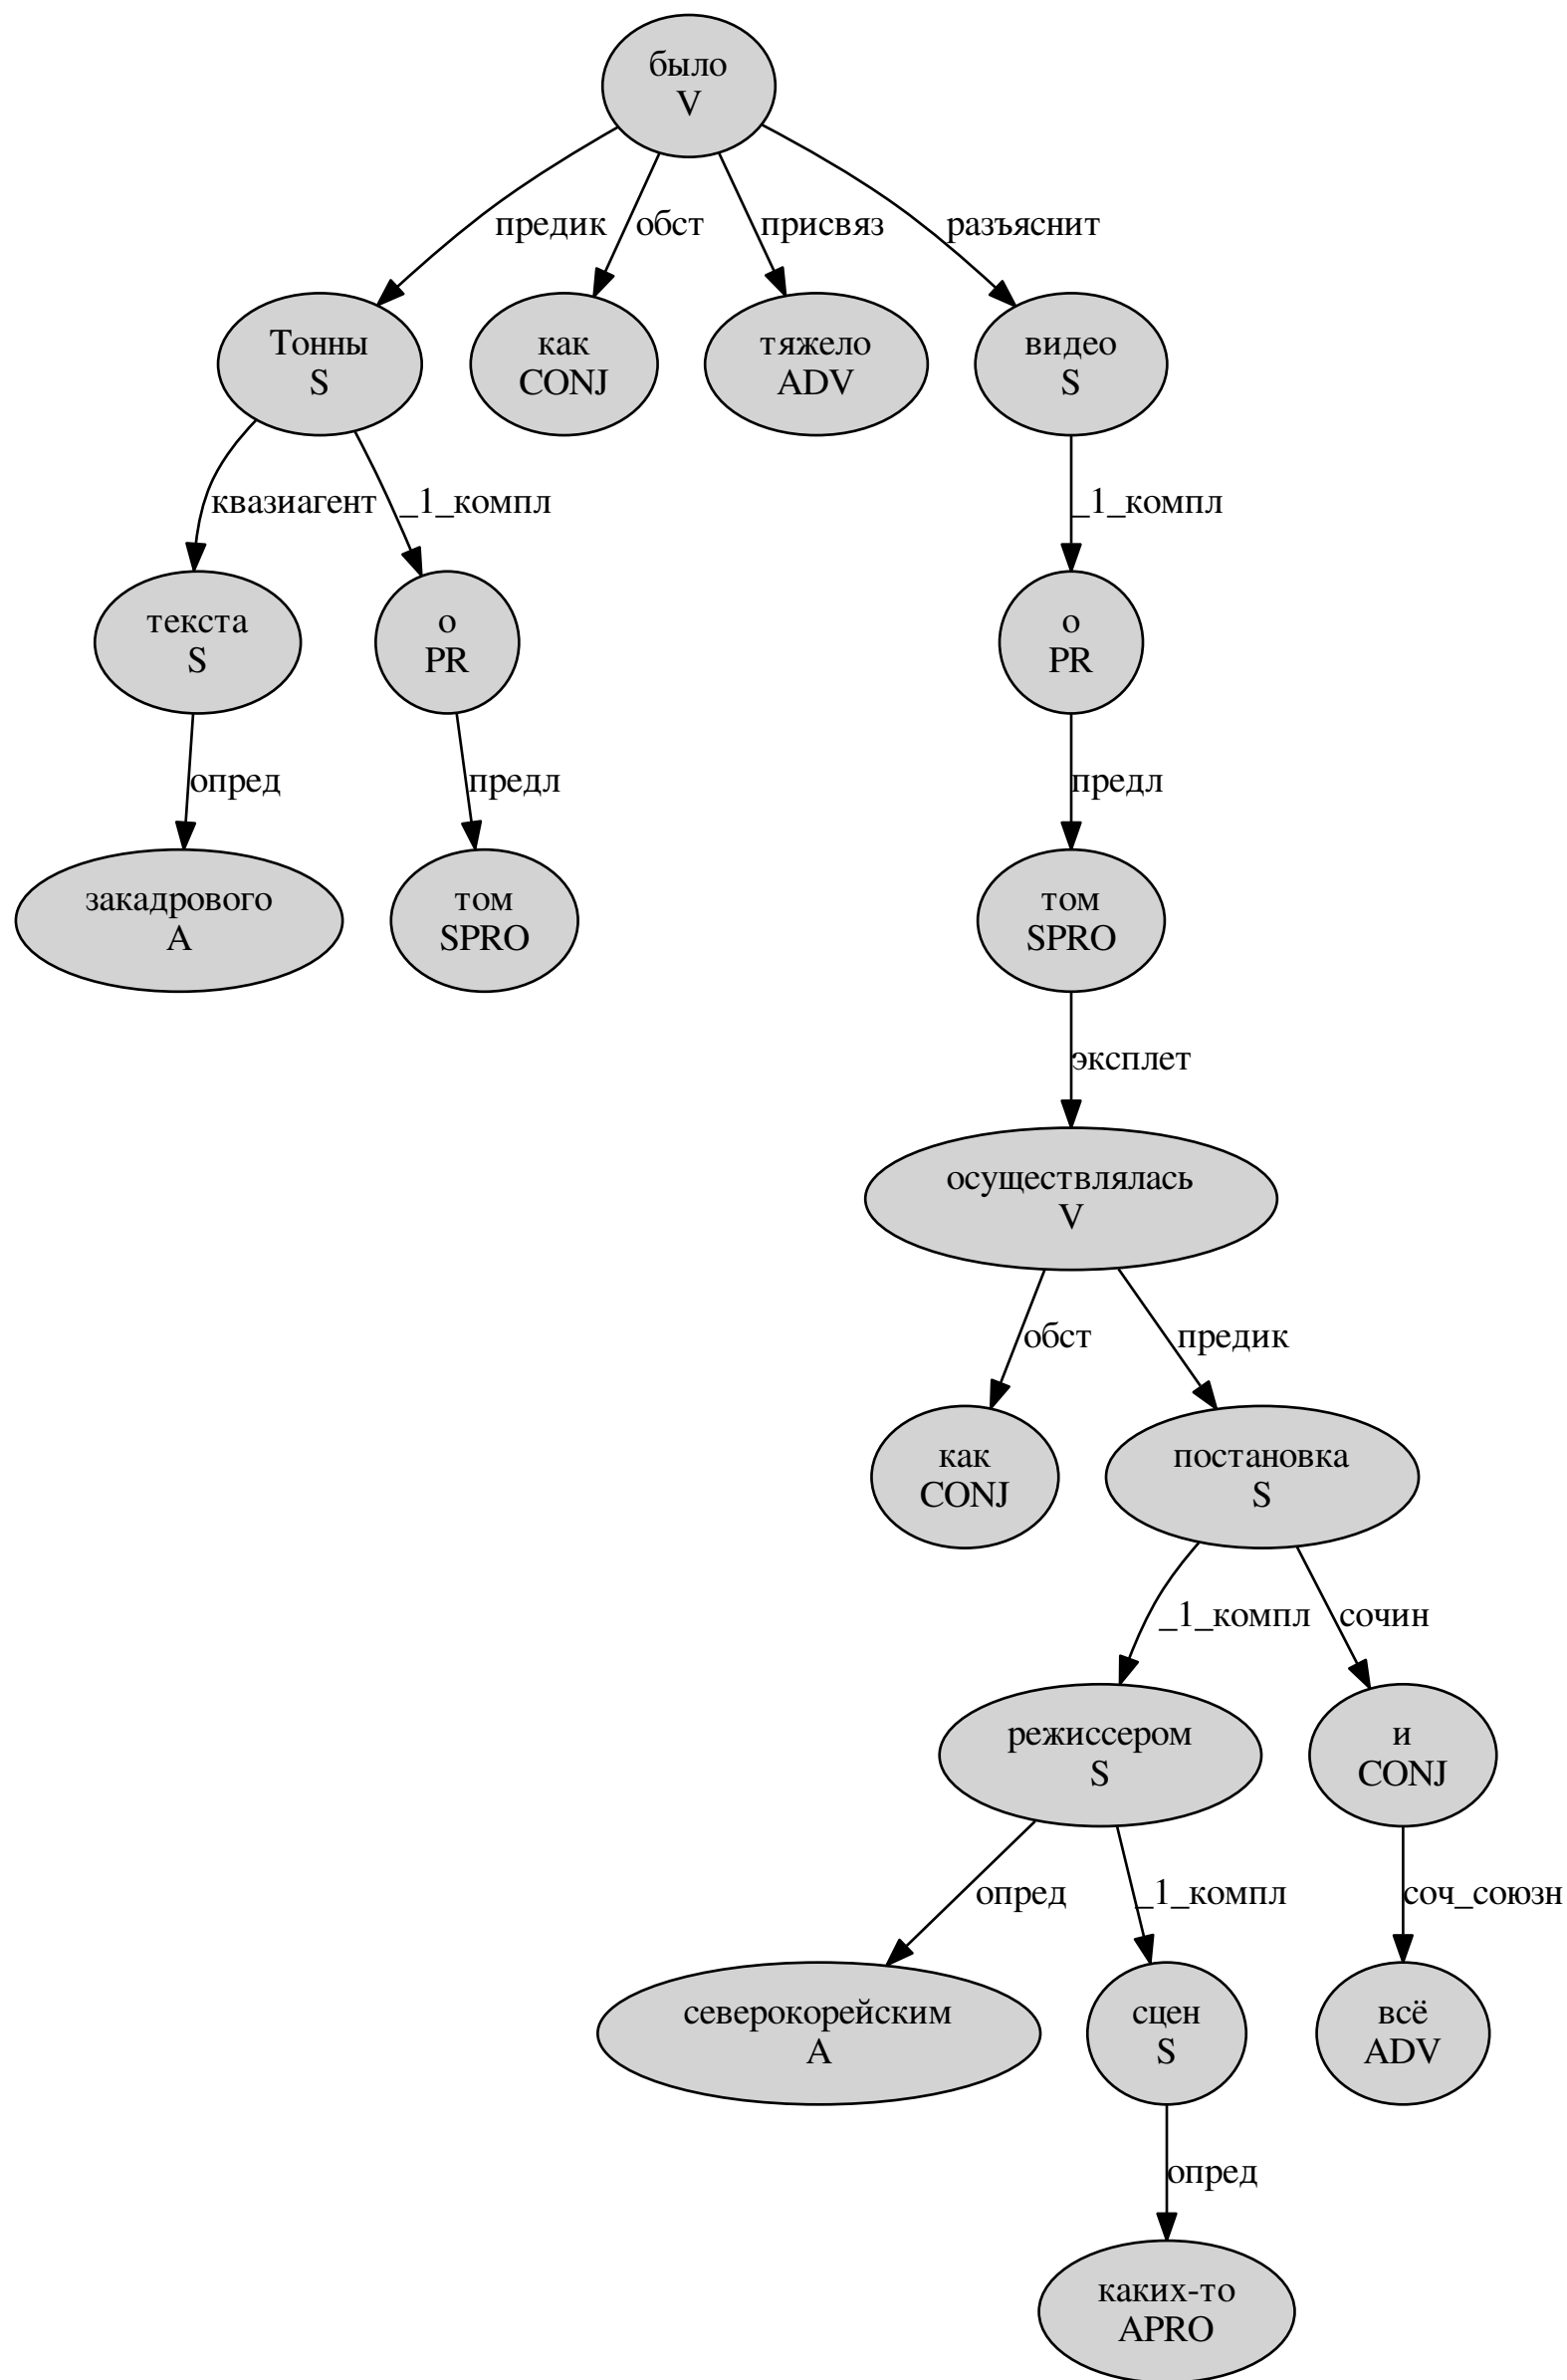 было
V
предик
обст
присвяз
разъяснит
Тонны
S
как
CONJ
тяжело
ADV
видео
S
квазиагент
_1_компл
_1_компл
текста
S
о
PR
о
PR
опред
предл
предл
закадрового
A
том
SPRO
том
SPRO
эксплет
осуществлялась
V
обст
предик
как
CONJ
постановка
S
_1_компл
сочин
режиссером
S
и
CONJ
опред
_1_компл
соч_союзн
северокорейским
A
сцен
S
всё
ADV
опред
каких-то
APRO